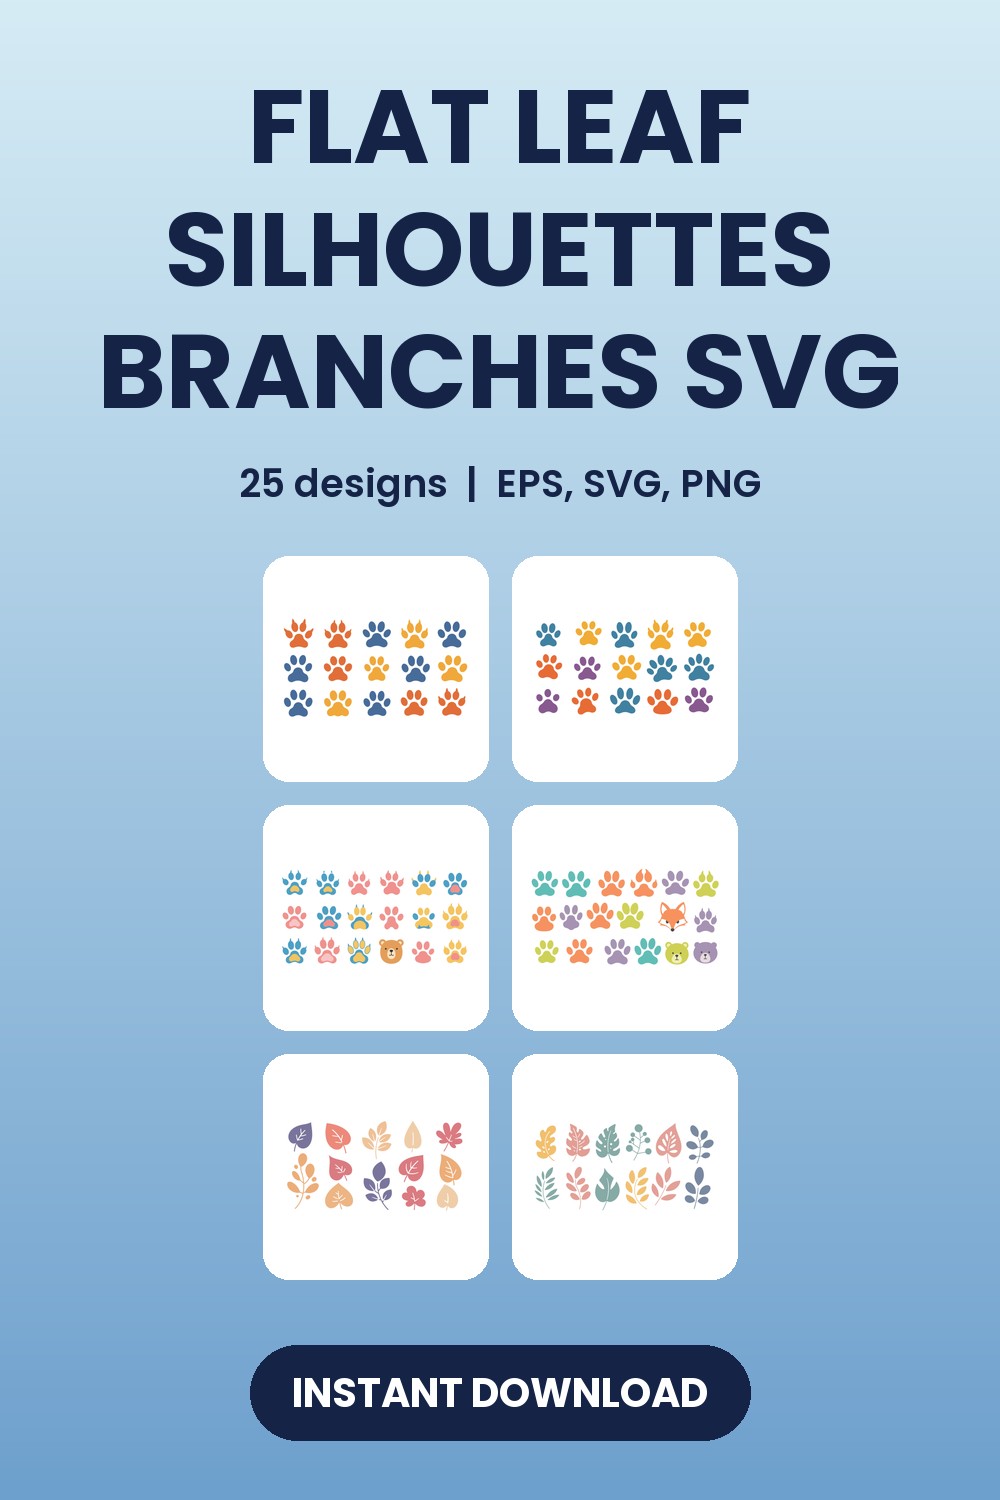 FLAT LEAF
SILHOUETTES
BRANCHES SVG
25 designs | EPS, SVG, PNG
INSTANT DOWNLOAD